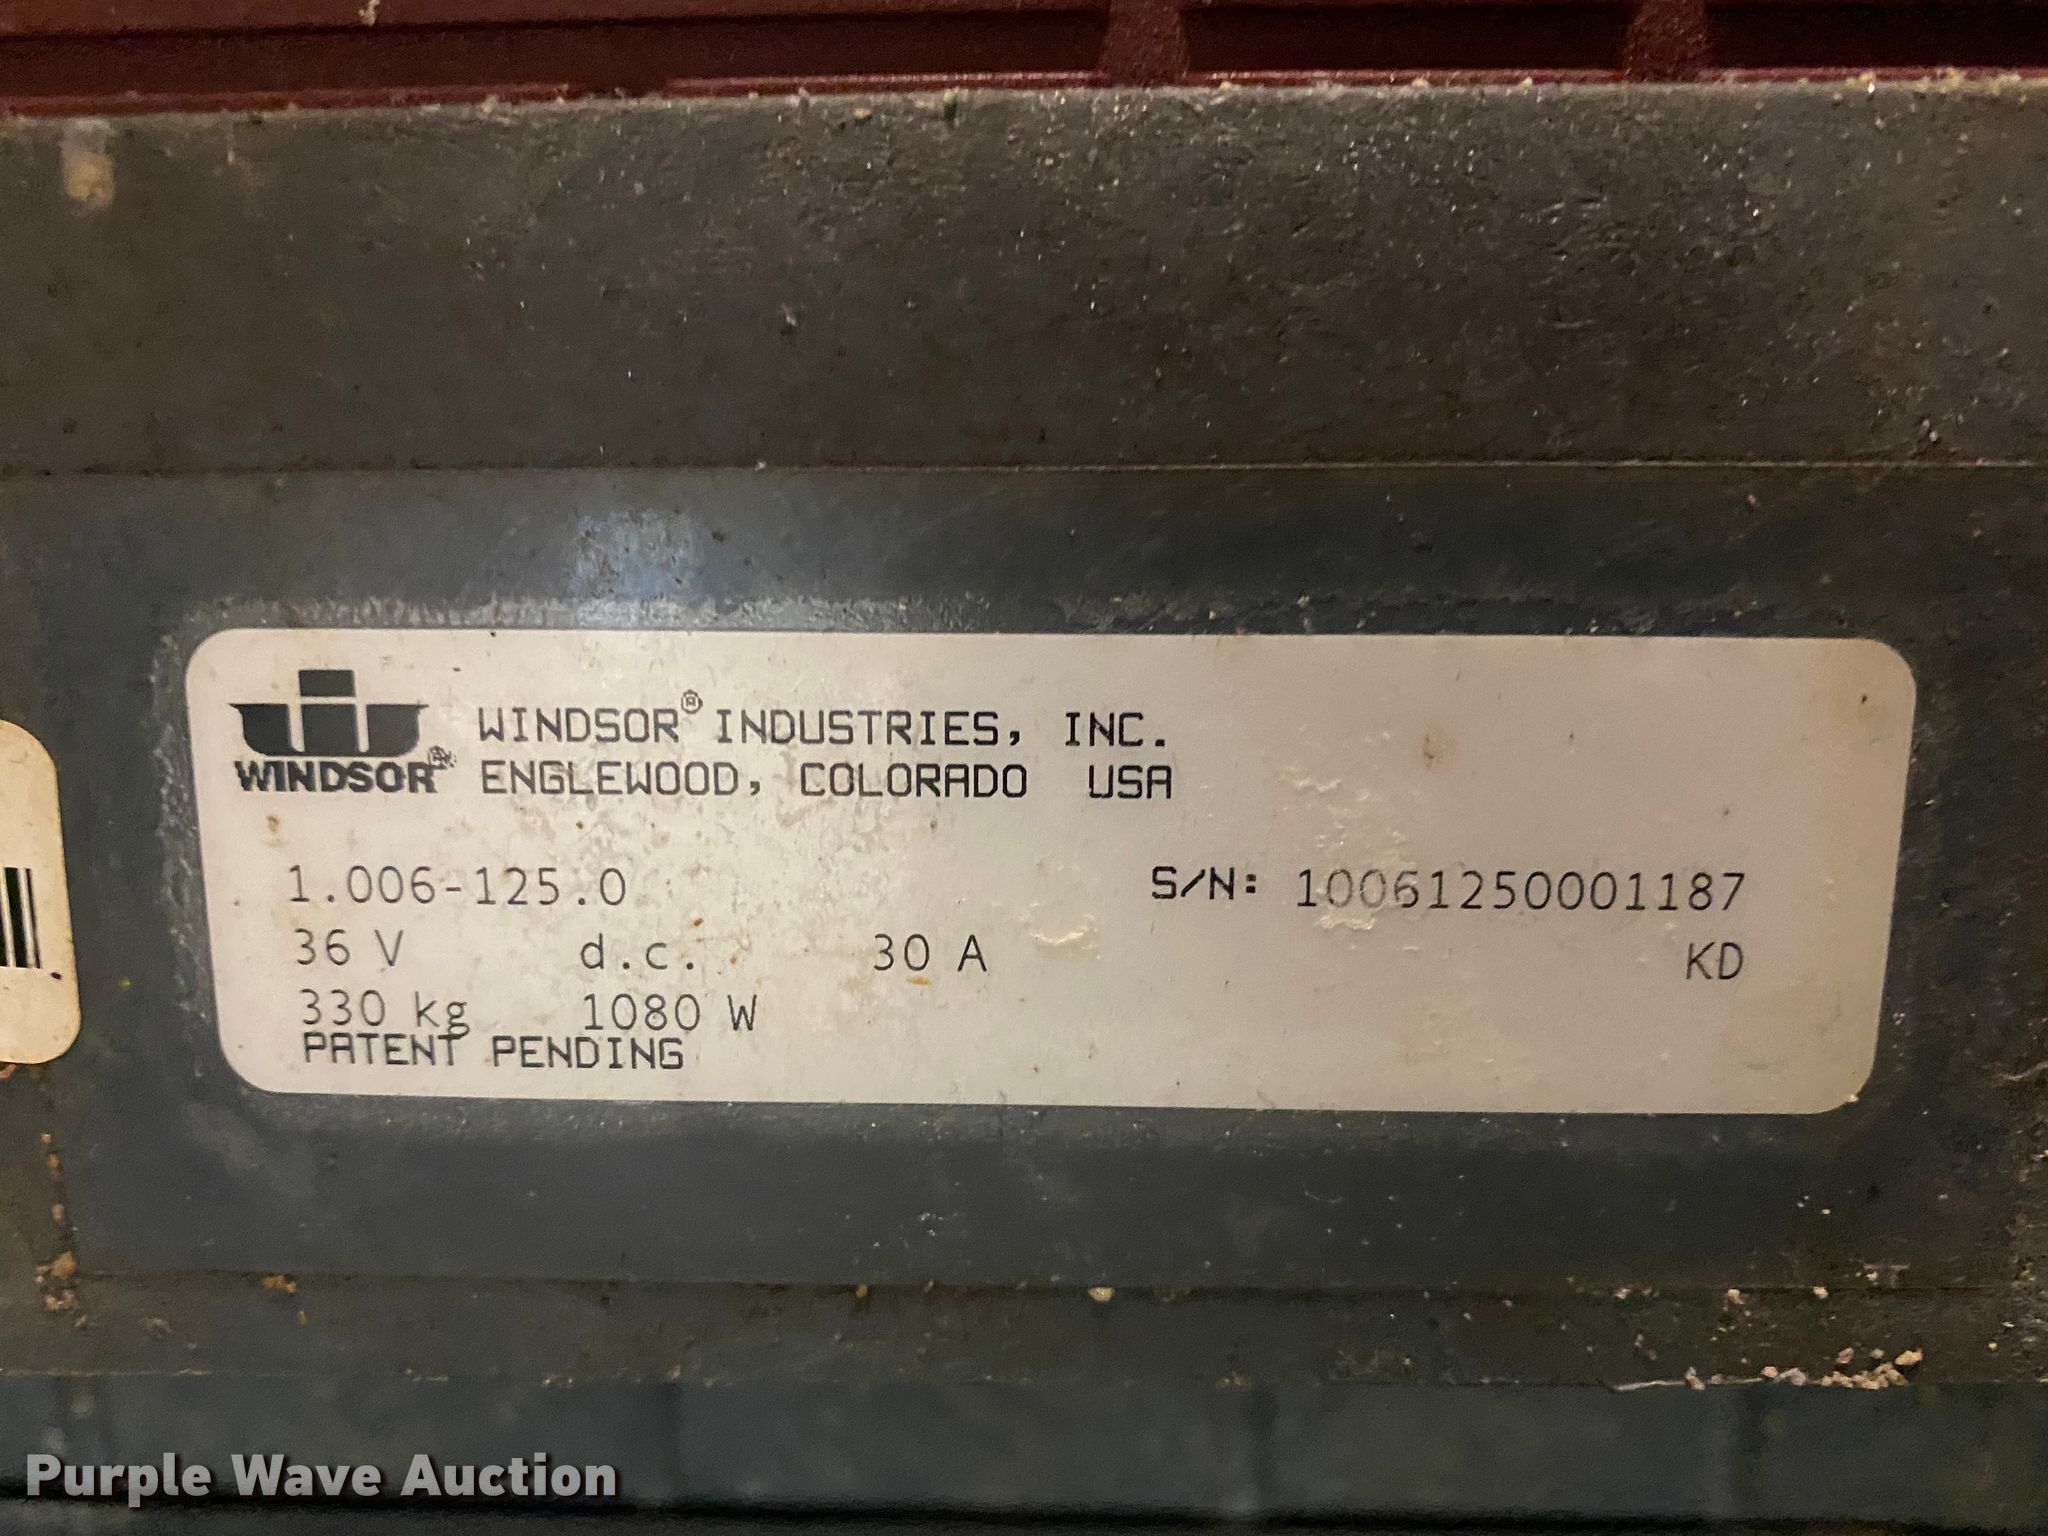 WINDSOR® INDUSTRIES, INC.
WINDSOR® ENGLEWOOD, COLORADO USA
1.006-125.0 S/N: 10061250001187
36 V d.c. 30 A KD
330 kg 1080 W
PATENT PENDING
Purple Wave Auction